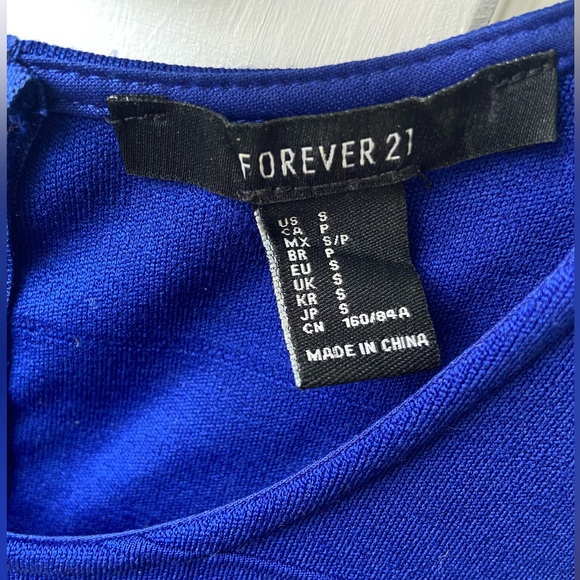 FOREVER 21
US S
CA P
MX S/P
BR P
EU S
UK S
KR S
JP S
CN 160/84A
MADE IN CHINA